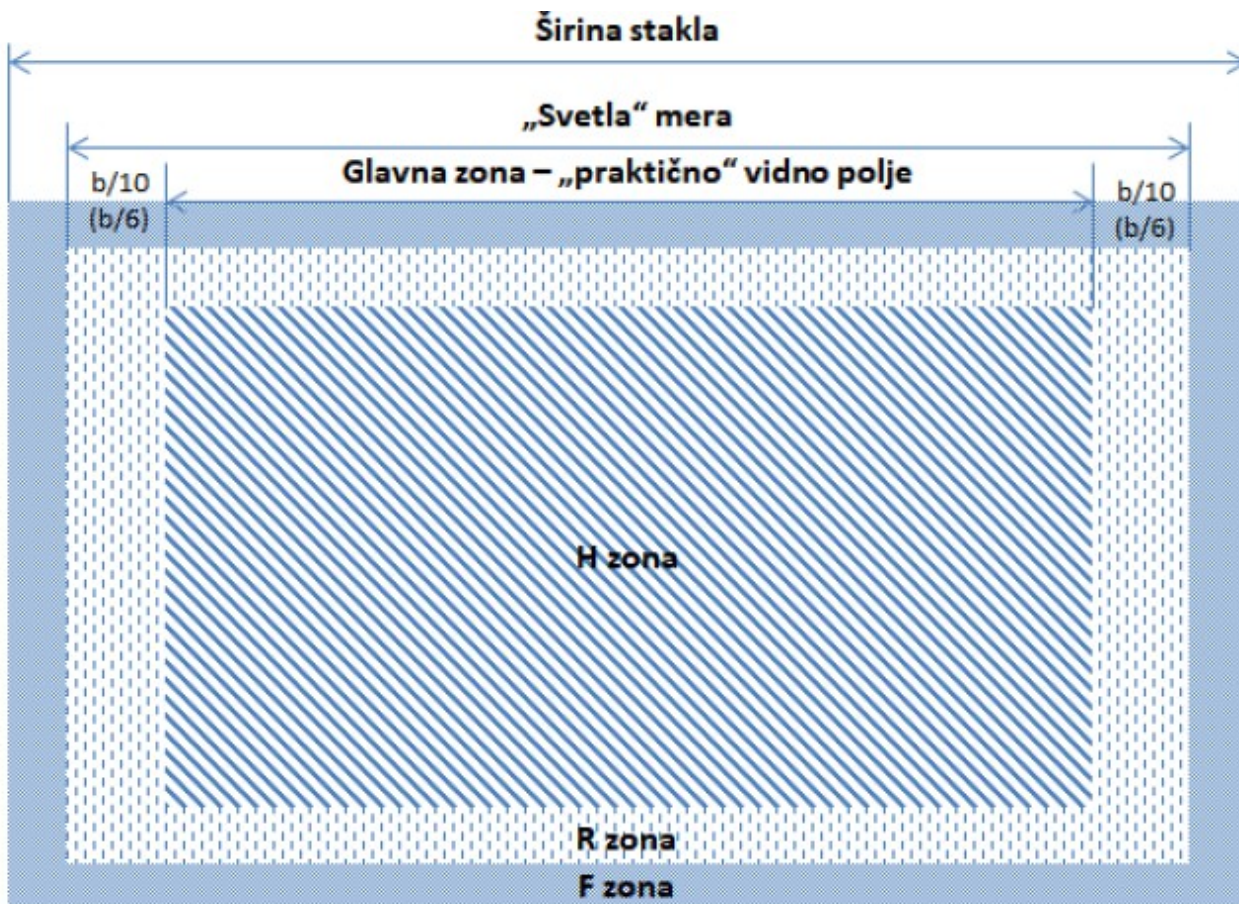 Širina stakla
„Svetla“ mera
b/10
(b/6)
Glavna zona – „praktično“ vidno polje
b/10
(b/6)
H zona
R zona
F zona